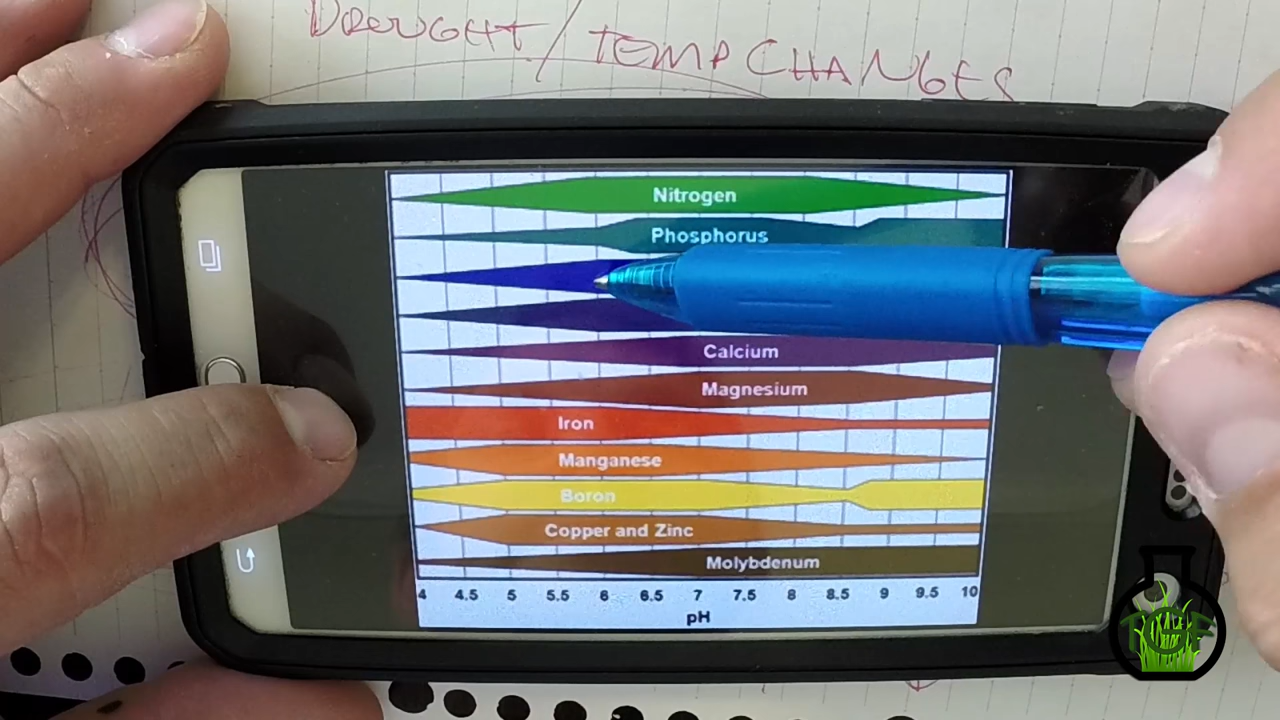 DROUGHT / TEMP CHANGES
Nitrogen
Phosphorus
Calcium
Magnesium
Iron
Manganese
Boron
Copper and Zinc
Molybdenum
4 4.5 5 5.5 6 6.5 7 7.5 8 8.5 9 9.5 10
pH